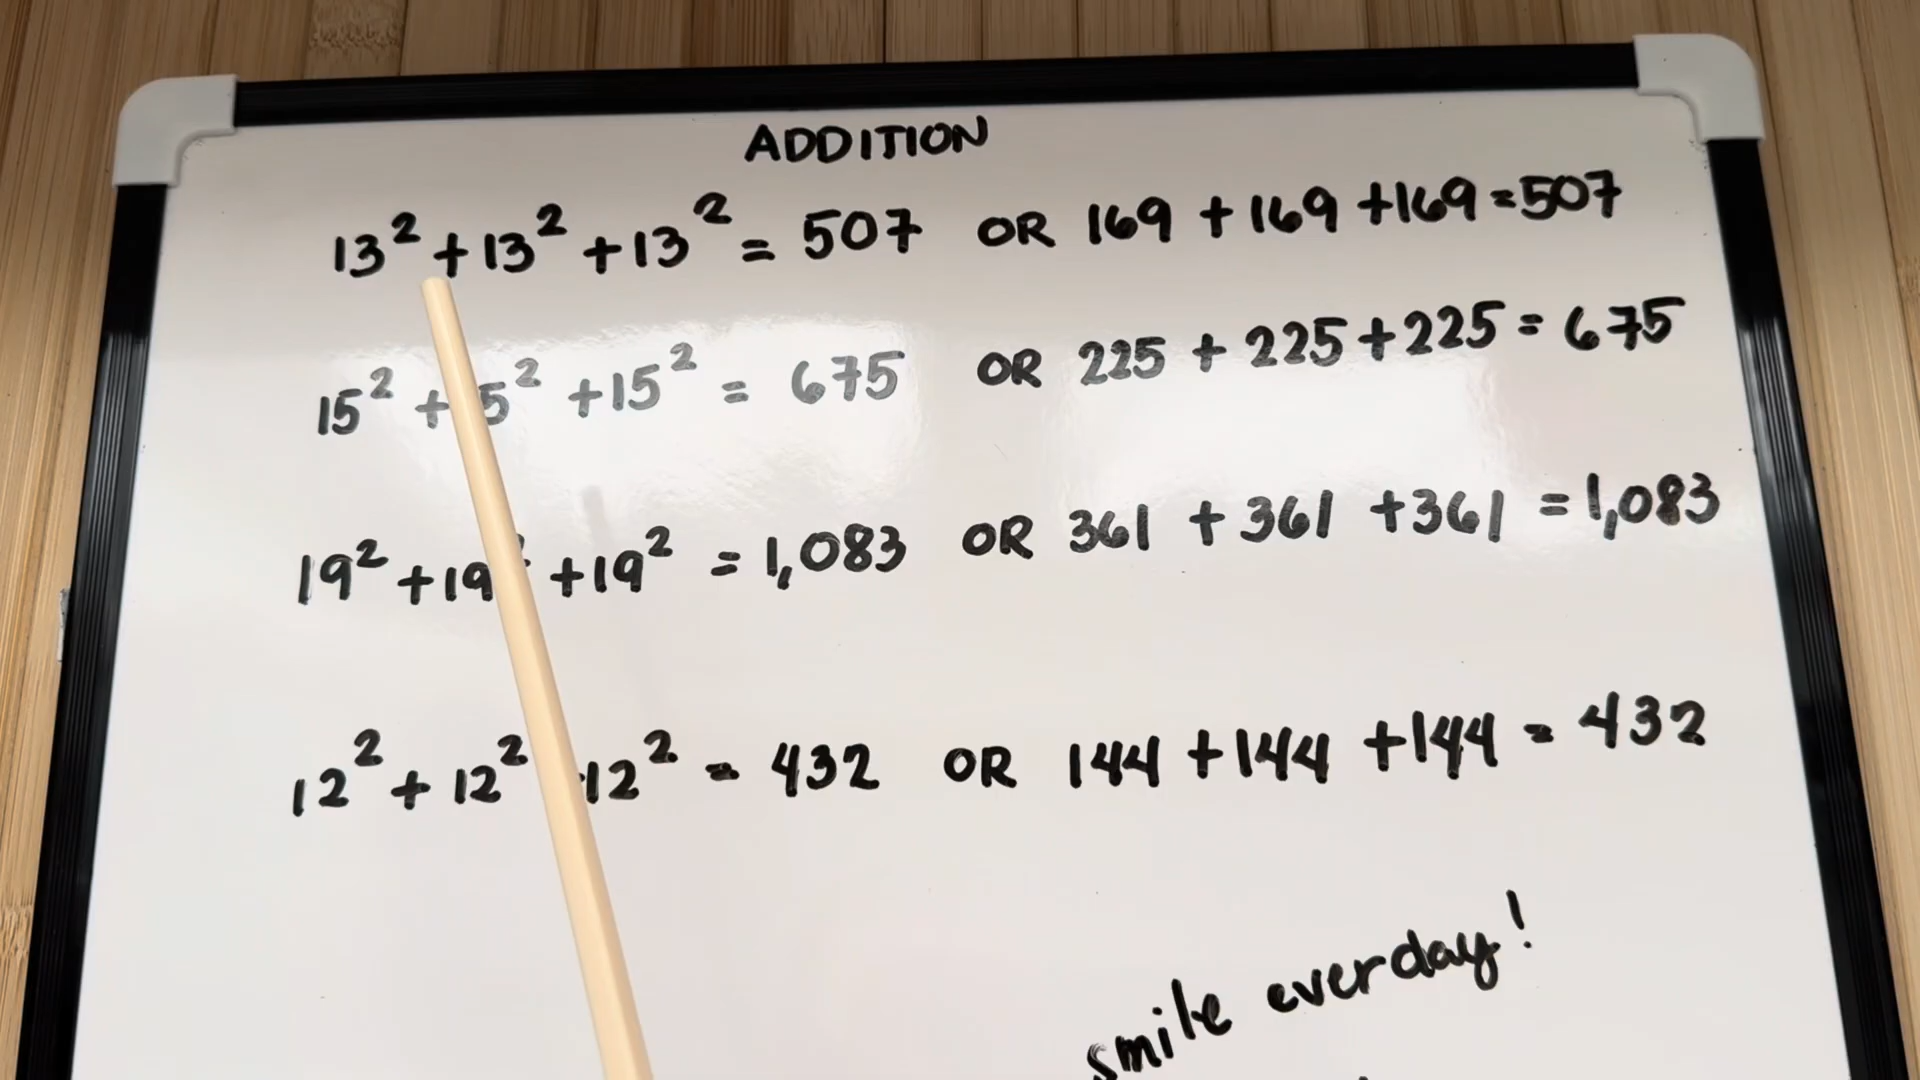 ADDITION
13² + 13² + 13² = 507 OR 169 + 169 + 169 = 507
15² + 5² + 15² = 675 OR 225 + 225 + 225 = 675
19² + 19 + 19² = 1,083 OR 361 + 361 + 361 = 1,083
12² + 12² 12² = 432 OR 144 + 144 + 144 = 432
smile everday!